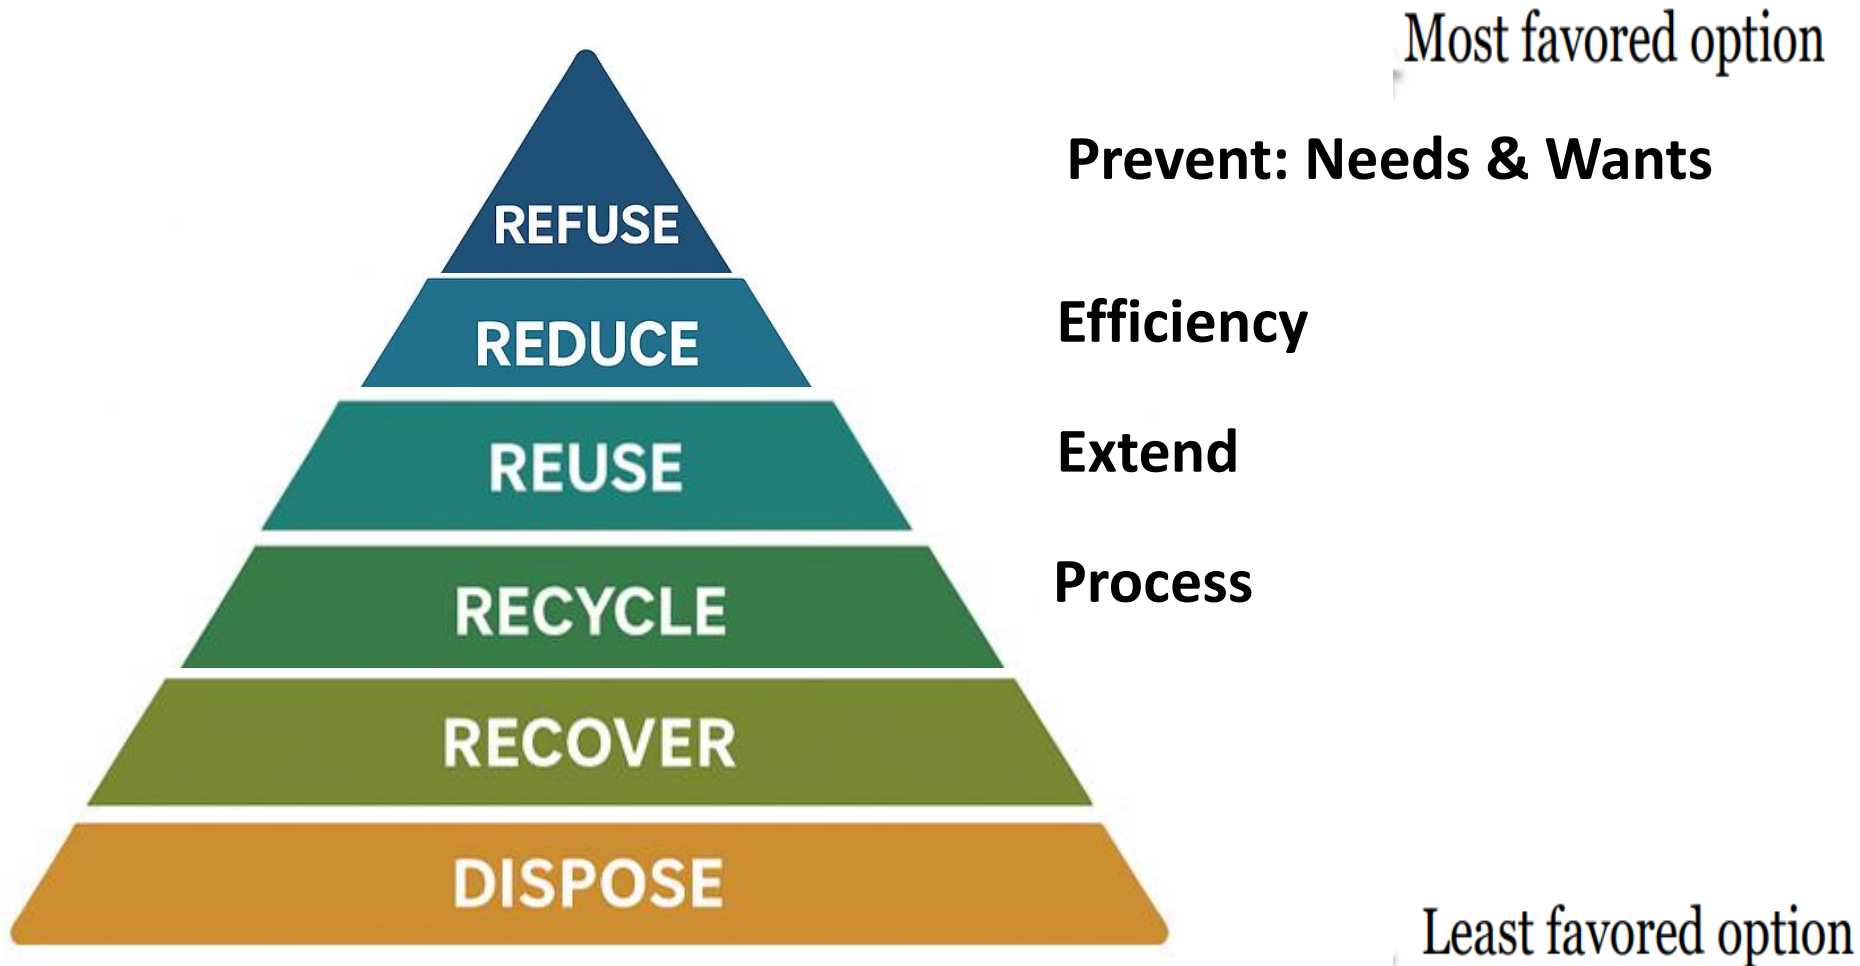 Most favored option
Prevent: Needs & Wants
REFUSE
Efficiency
REDUCE
Extend
REUSE
Process
RECYCLE
RECOVER
DISPOSE
Least favored option